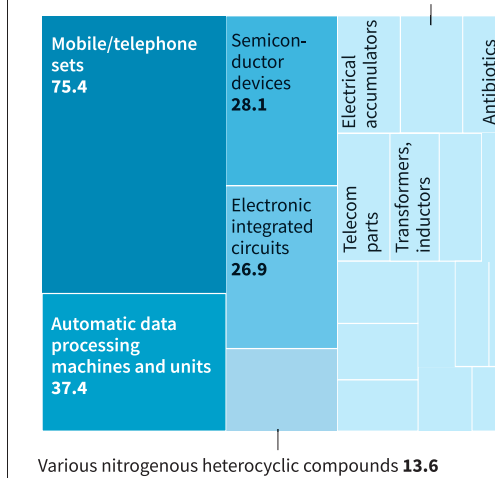 Mobile/telephone
sets
75.4
Semicon-
ductor
devices
28.1
Electrical
accumulators
Antibiotics
Electronic
integrated
circuits
26.9
Telecom
parts
Transformers,
inductors
Automatic data
processing
machines and units
37.4
Various nitrogenous heterocyclic compounds 13.6